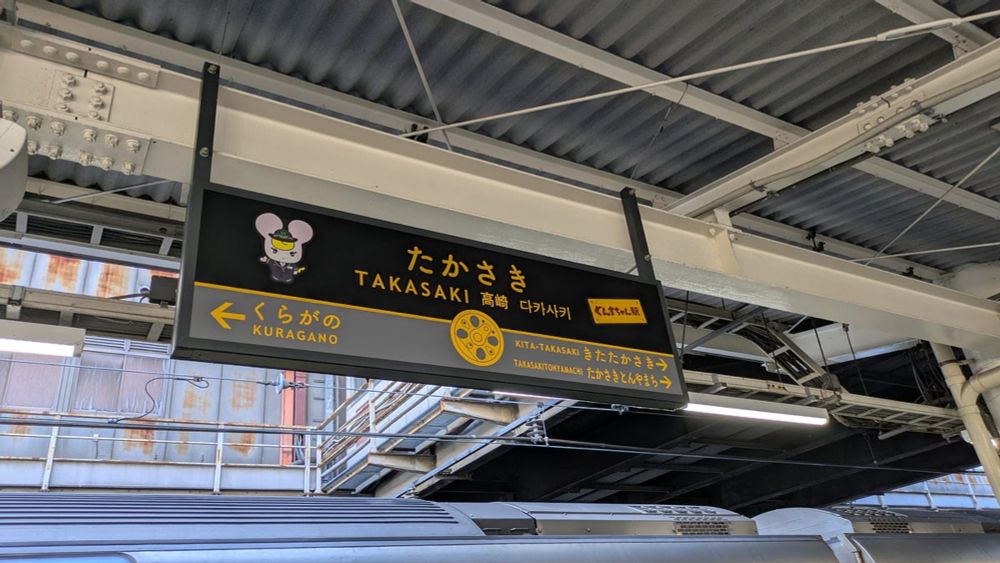 たかさき
TAKASAKI 高崎 다카사키
ぐんまちゃん駅
くらがの
KURAGANO
KITA-TAKASAKI きたたかさき
TAKASAKITONYAMACHI たかさきとんやまち